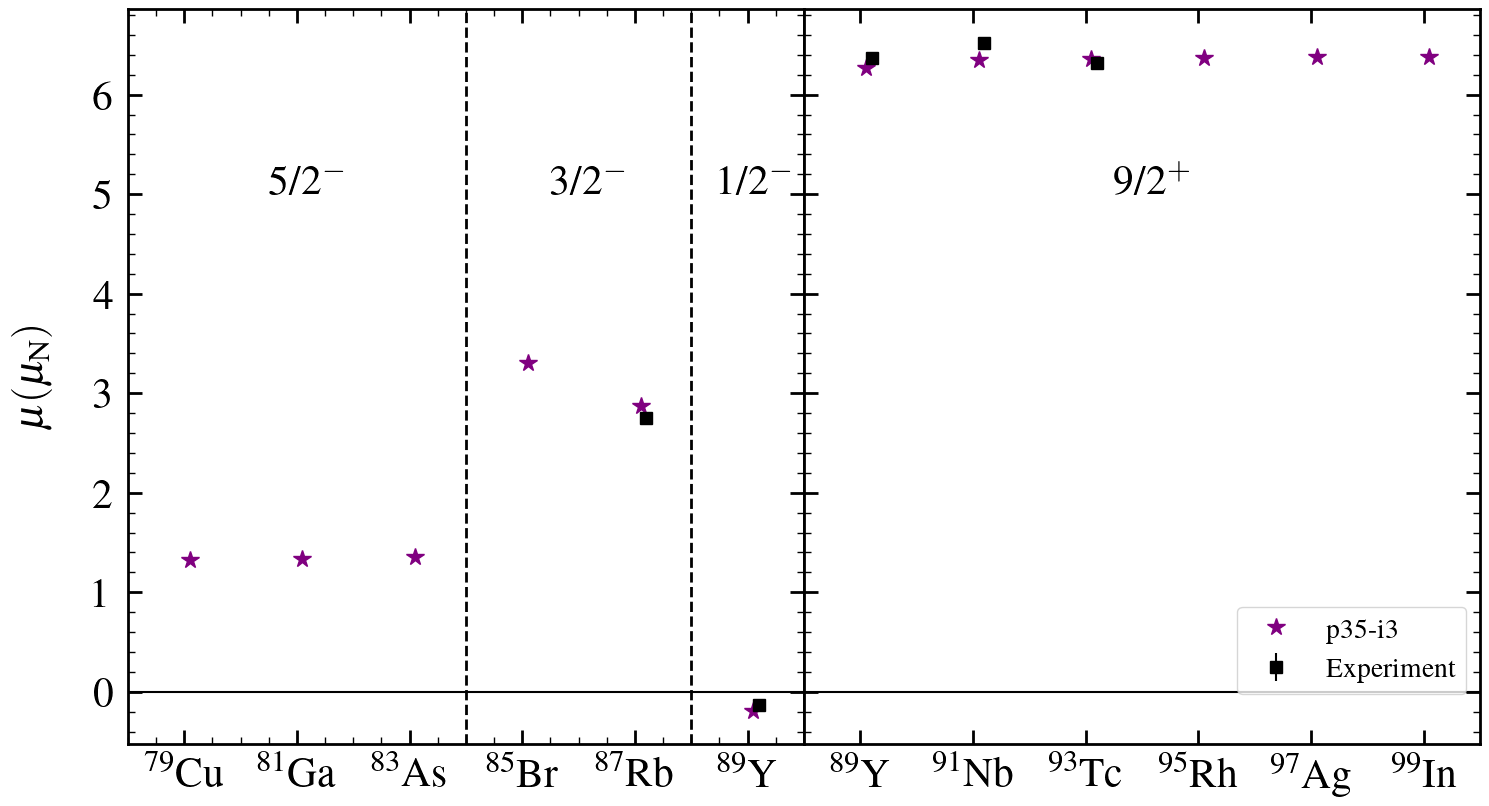 μ (μ_N)
6
5
4
3
2
1
0
5/2⁻
3/2⁻
1/2⁻
9/2⁺
p35-i3
Experiment
⁷⁹Cu
⁸¹Ga
⁸³As
⁸⁵Br
⁸⁷Rb
⁸⁹Y
⁸⁹Y
⁹¹Nb
⁹³Tc
⁹⁵Rh
⁹⁷Ag
⁹⁹In